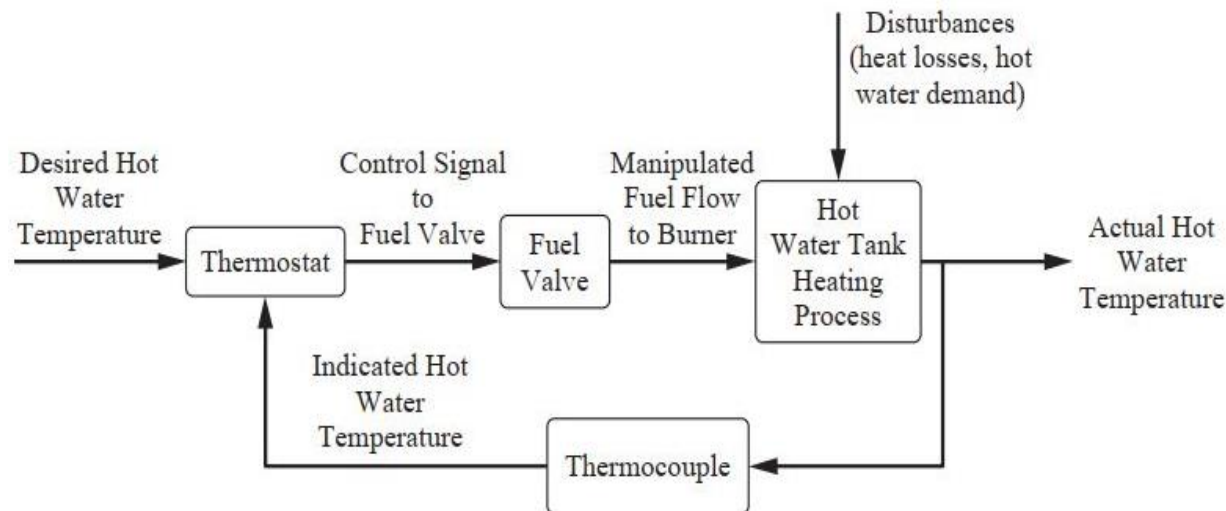 Disturbances
(heat losses, hot
water demand)
Desired Hot
Water
Temperature
Control Signal
to
Fuel Valve
Manipulated
Fuel Flow
to Burner
Thermostat
Fuel
Valve
Hot
Water Tank
Heating
Process
Actual Hot
Water
Temperature
Indicated Hot
Water
Temperature
Thermocouple